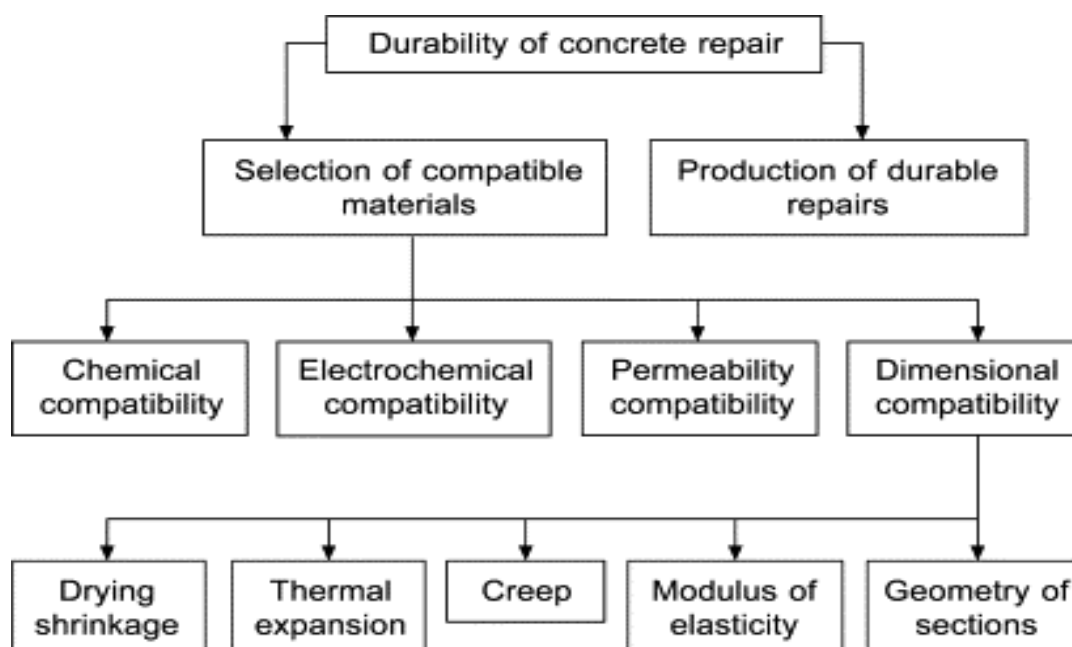 Durability of concrete repair
Selection of compatible
materials
Production of durable
repairs
Chemical
compatibility
Electrochemical
compatibility
Permeability
compatibility
Dimensional
compatibility
Drying
shrinkage
Thermal
expansion
Creep
Modulus of
elasticity
Geometry of
sections